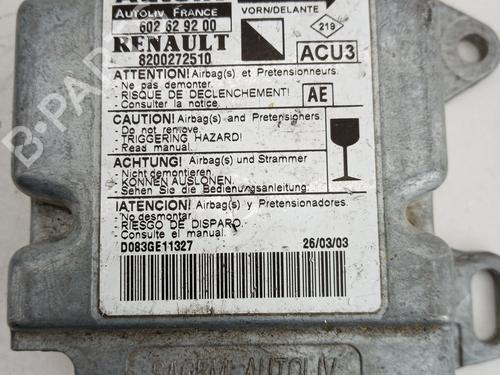 AUTOLIV FRANCE
VORN/DELANTE
602 62 92 00
219
RENAULT
ACU3
8200272510
ATTENTION! Airbag(s) et Pretensionneurs.
- Ne pas demonter.
- RISQUE DE DECLENCHEMENT!
- Consulter la notice.
AE
CAUTION! Airbag(s) and Pretensioners
- Do not remove.
- TRIGGERING HAZARD!
- Read manual.
ACHTUNG! Airbag(s) und Strammer
- Nicht demontieren.
- KÖNNEN AUSLÖSEN.
- Sehen Sie die Bedienungsanleitung.
¡ATENCION! Airbag(s) y Pretensionadores.
- No desmontar.
- RIESGO DE DISPARO.
- Consulte el manual.
D083GE11327
26/03/03
SAGEM AUTOLIV
B-PARTS